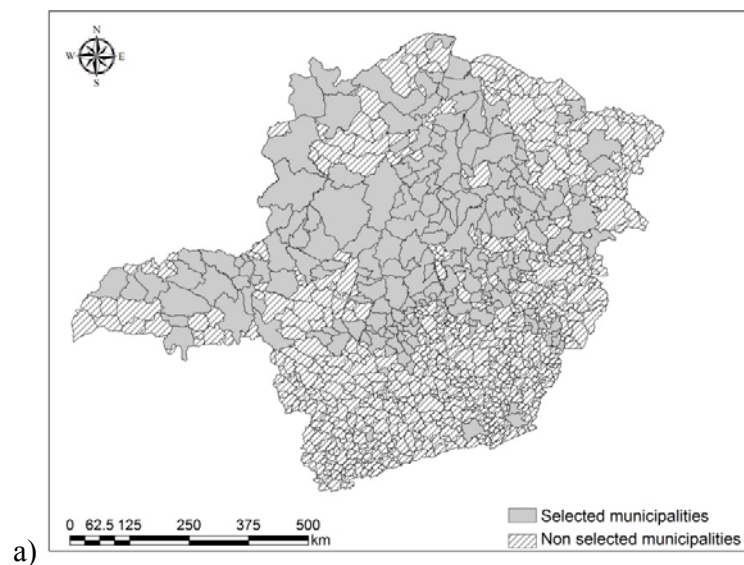 N
W E
S
0 62.5 125 250 375 500
km
Selected municipalities
Non selected municipalities
a)